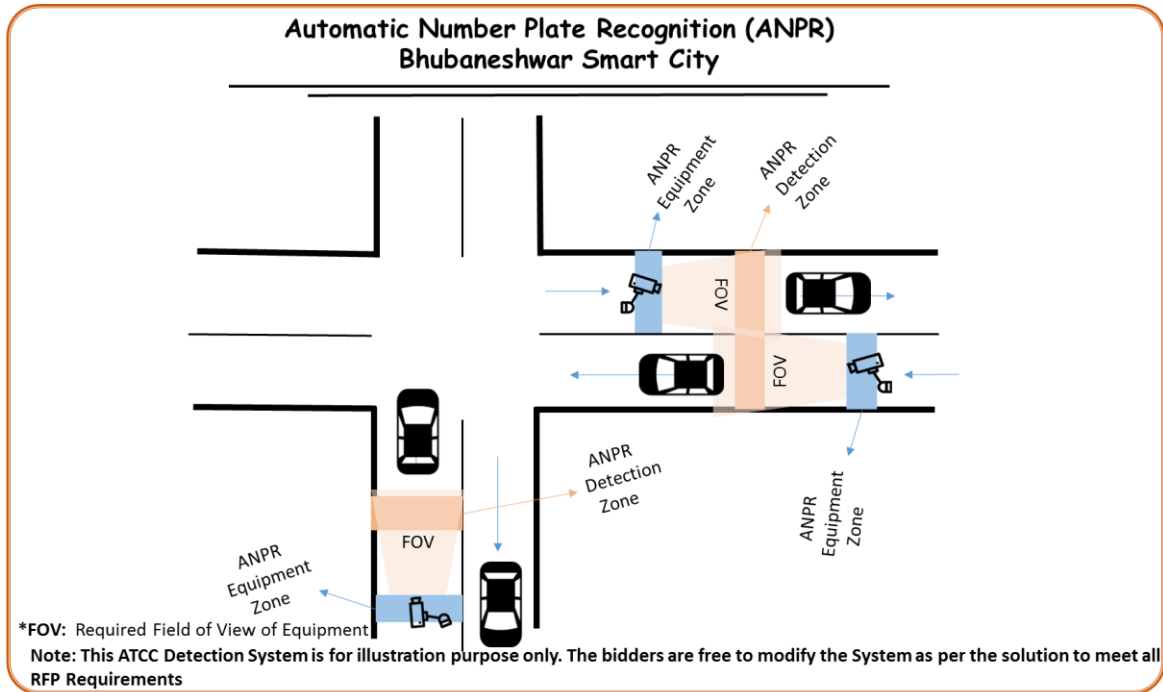 Automatic Number Plate Recognition (ANPR)
Bhubaneshwar Smart City
ANPR
Equipment
Zone
ANPR
Detection
Zone
FOV
FOV
ANPR
Detection
Zone
ANPR
Equipment
Zone
FOV
ANPR
Equipment
Zone
*FOV: Required Field of View of Equipment
Note: This ATCC Detection System is for illustration purpose only. The bidders are free to modify the System as per the solution to meet all
RFP Requirements